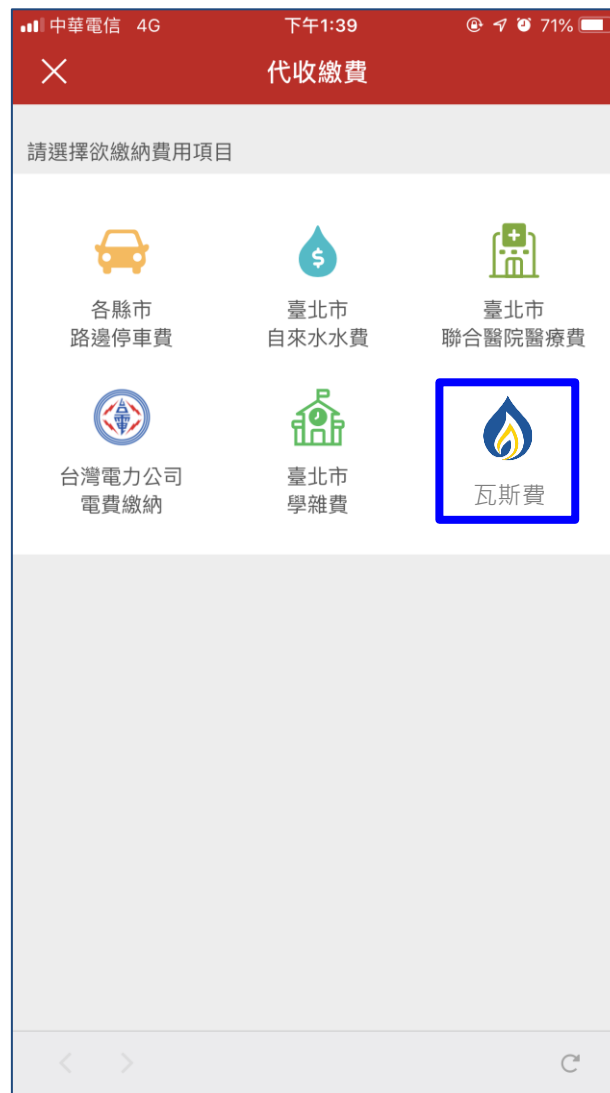 中華電信 4G 下午1:39 71%
代收繳費
請選擇欲繳納費用項目
各縣市
路邊停車費
臺北市
自來水水費
臺北市
聯合醫院醫療費
台灣電力公司
電費繳納
臺北市
學雜費
瓦斯費